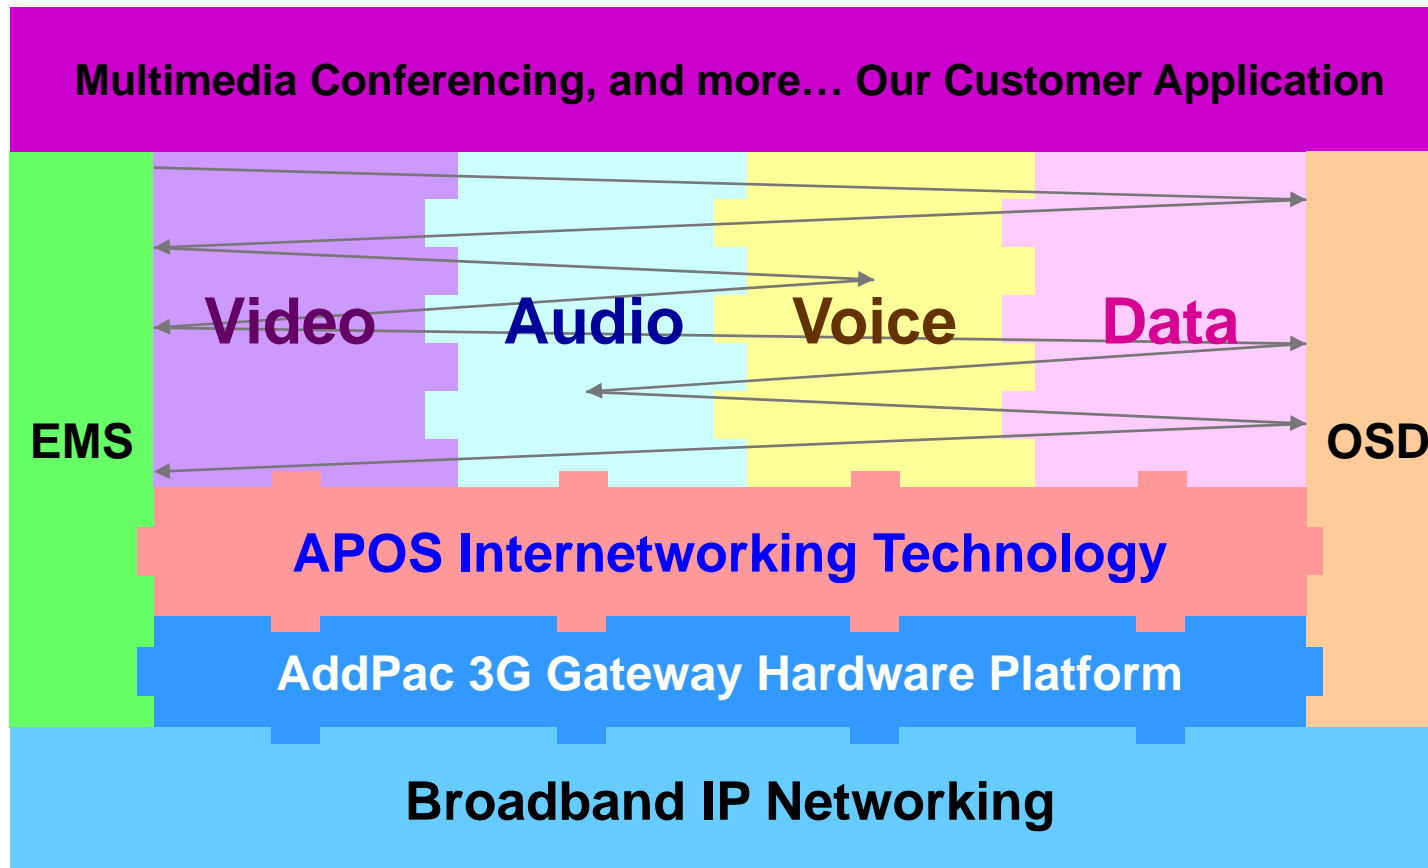 Multimedia Conferencing, and more… Our Customer Application
Video Audio Voice Data
EMS
OSD
APOS Internetworking Technology
AddPac 3G Gateway Hardware Platform
Broadband IP Networking